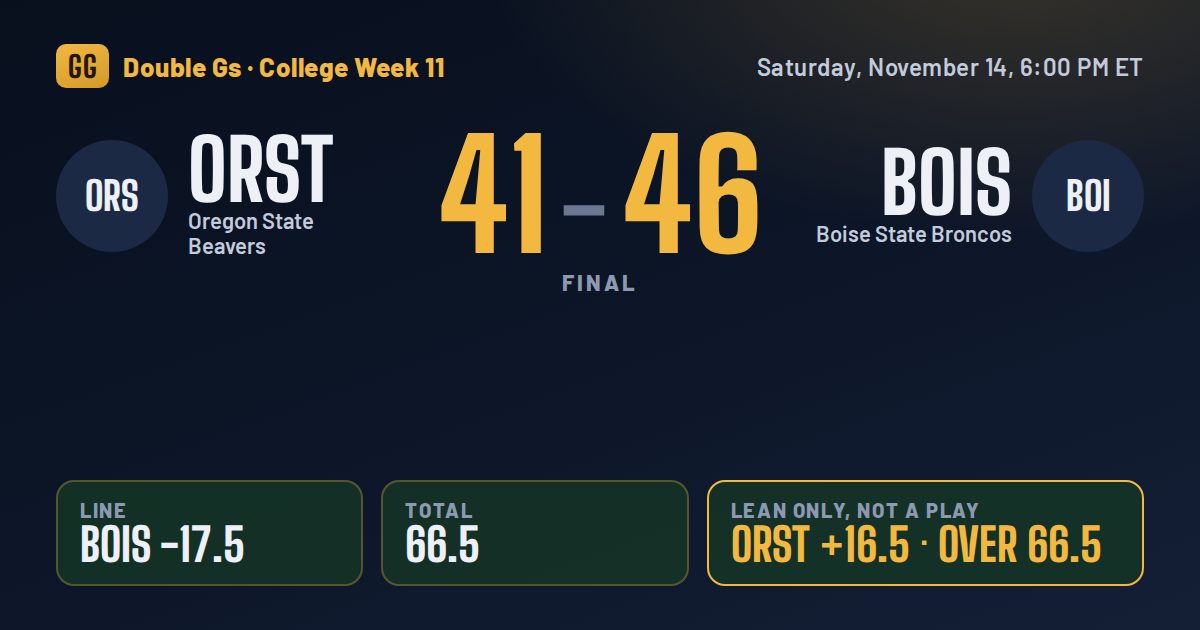 GG Double Gs · College Week 11
Saturday, November 14, 6:00 PM ET
ORS
ORST
Oregon State
Beavers
41 – 46
FINAL
BOIS
Boise State Broncos
BOI
LINE
BOIS −17.5
TOTAL
66.5
LEAN ONLY, NOT A PLAY
ORST +16.5 · OVER 66.5